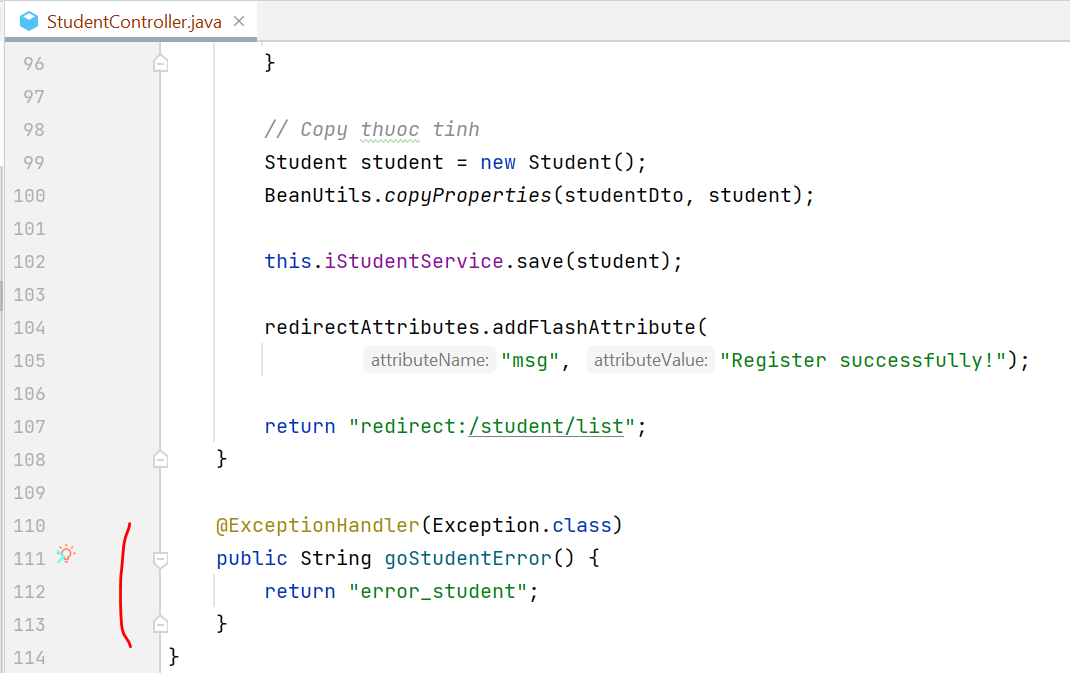 StudentController.java
96 }
97
98 // Copy thuoc tinh
99 Student student = new Student();
100 BeanUtils.copyProperties(studentDto, student);
101
102 this.iStudentService.save(student);
103
104 redirectAttributes.addFlashAttribute(
105 attributeName: "msg", attributeValue: "Register successfully!");
106
107 return "redirect:/student/list";
108 }
109
110 @ExceptionHandler(Exception.class)
111 public String goStudentError() {
112 return "error_student";
113 }
114 }